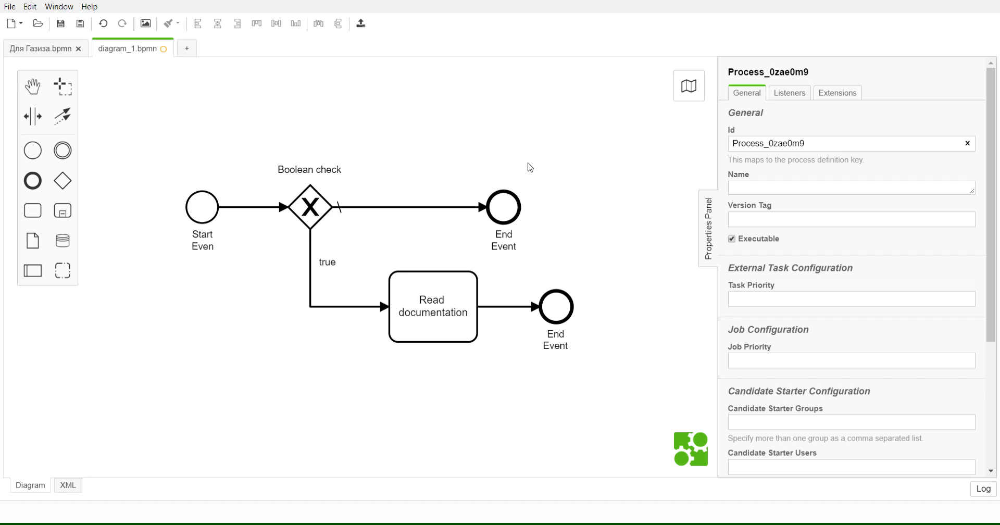 File Edit Window Help
Для Газиза.bpmn
diagram_1.bpmn
+
Boolean check
X
Start
Even
End
Event
true
Read
documentation
End
Event
Properties Panel
Process_0zae0m9
General Listeners Extensions
General
Id
Process_0zae0m9
This maps to the process definition key.
Name
Version Tag
Executable
External Task Configuration
Task Priority
Job Configuration
Job Priority
Candidate Starter Configuration
Candidate Starter Groups
Specify more than one group as a comma separated list.
Candidate Starter Users
Diagram XML
Log